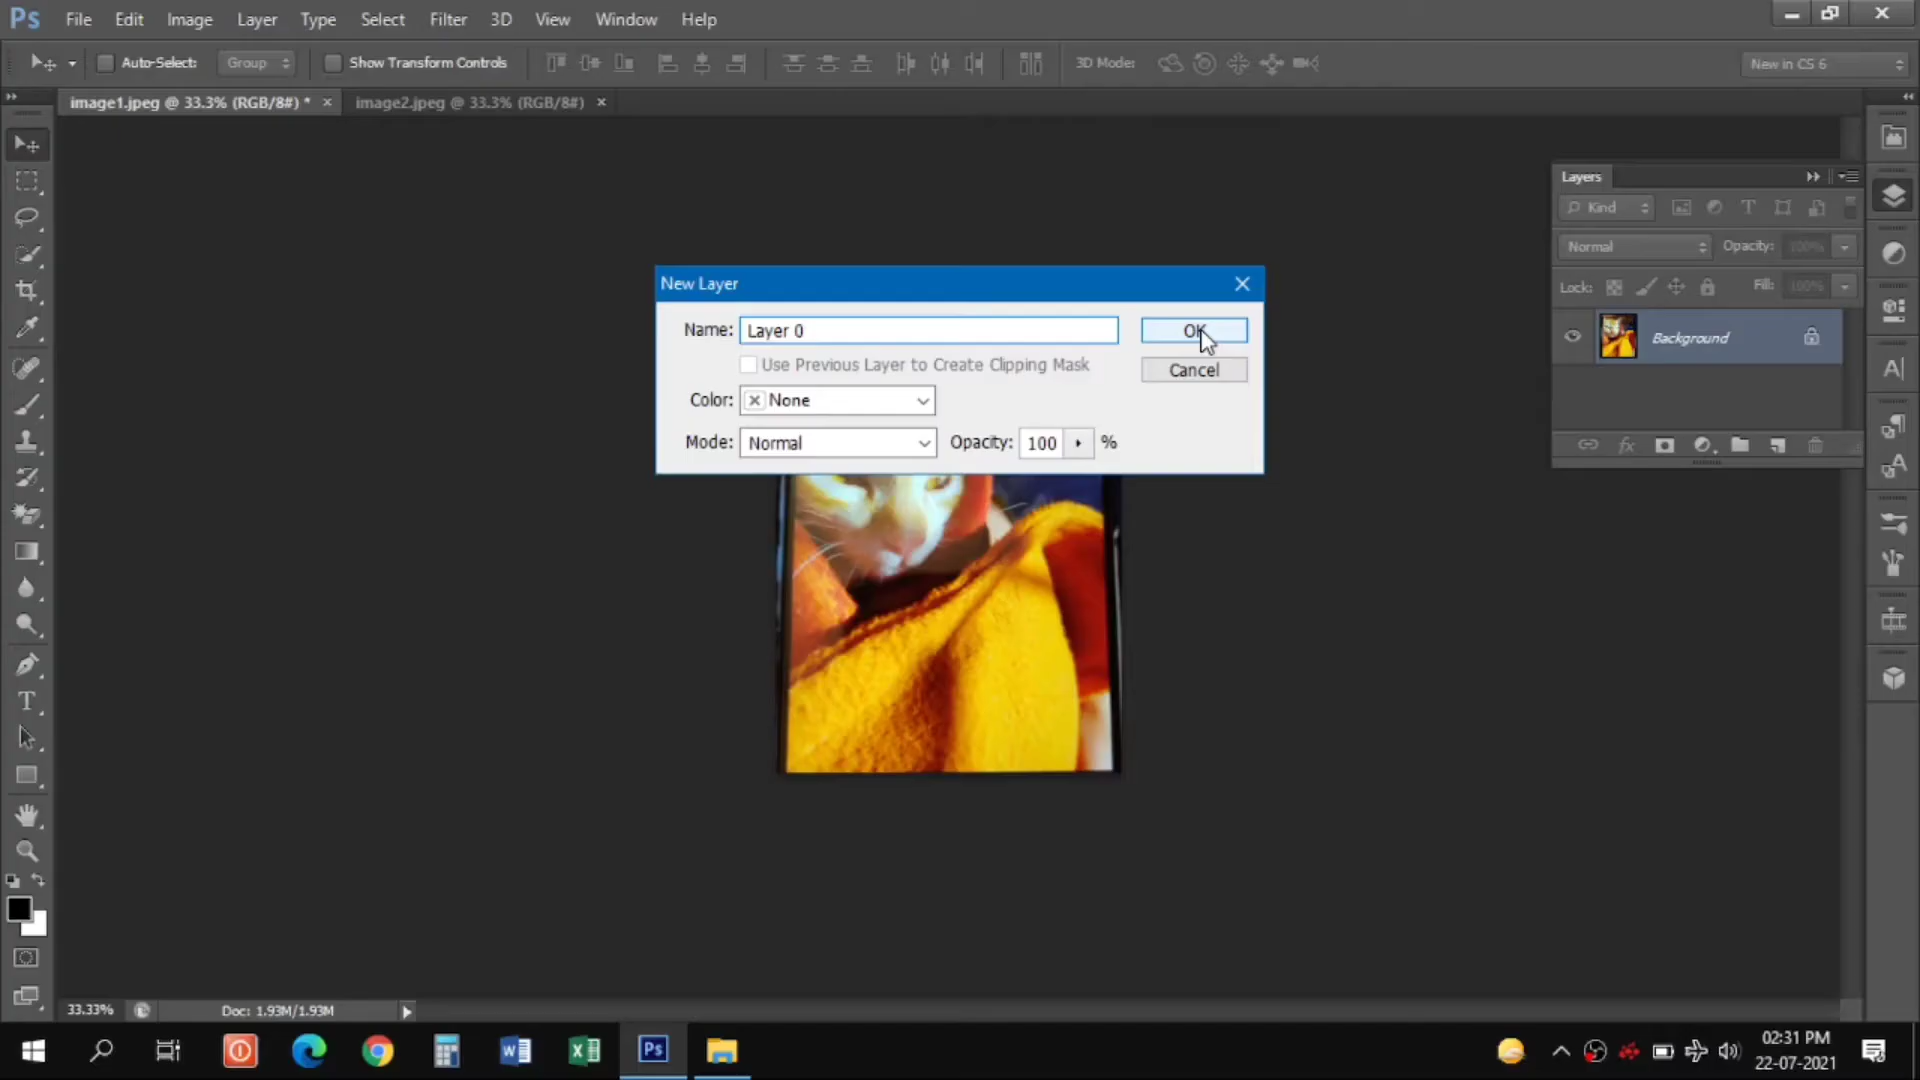 Ps File Edit Image Layer Type Select Filter 3D View Window Help
Auto-Select: Group Show Transform Controls 3D Mode: New in CS 6
image1.jpeg @ 33.3% (RGB/8#) * × image2.jpeg @ 33.3% (RGB/8#) ×
Layers
Kind
Normal Opacity: 100%
Lock: Fill: 100%
Background
fx
New Layer
Name: Layer 0 OK
Use Previous Layer to Create Clipping Mask Cancel
Color: None
Mode: Normal Opacity: 100 %
33.33% Doc: 1.93M/1.93M
Ps
02:31 PM
22-07-2021